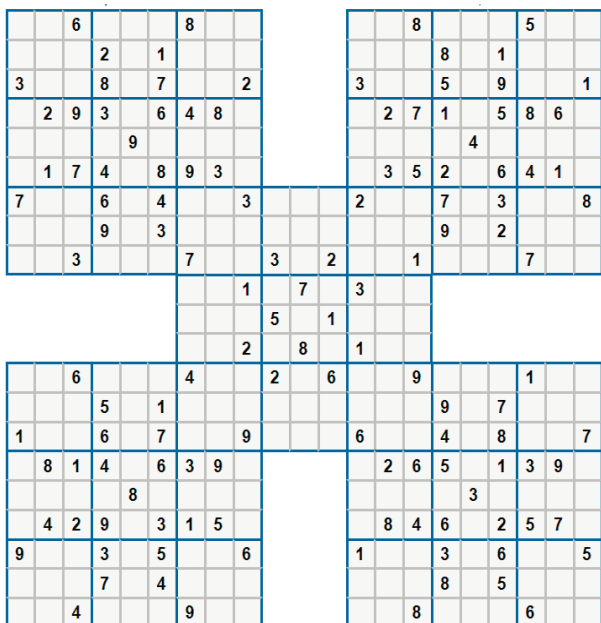 6 8 8 5
2 1 8 1
3 8 7 2 3 5 9 1
2 9 3 6 4 8 2 7 1 5 8 6
9 4
1 7 4 8 9 3 3 5 2 6 4 1
7 6 4 3 2 7 3 8
9 3 9 2
3 7 3 2 1 7
1 7 3
5 1
2 8 1
6 4 2 6 9 1
5 1 9 7
1 6 7 9 6 4 8 7
8 1 4 6 3 9 2 6 5 1 3 9
8 3
4 2 9 3 1 5 8 4 6 2 5 7
9 3 5 6 1 3 6 5
7 4 8 5
4 9 8 6